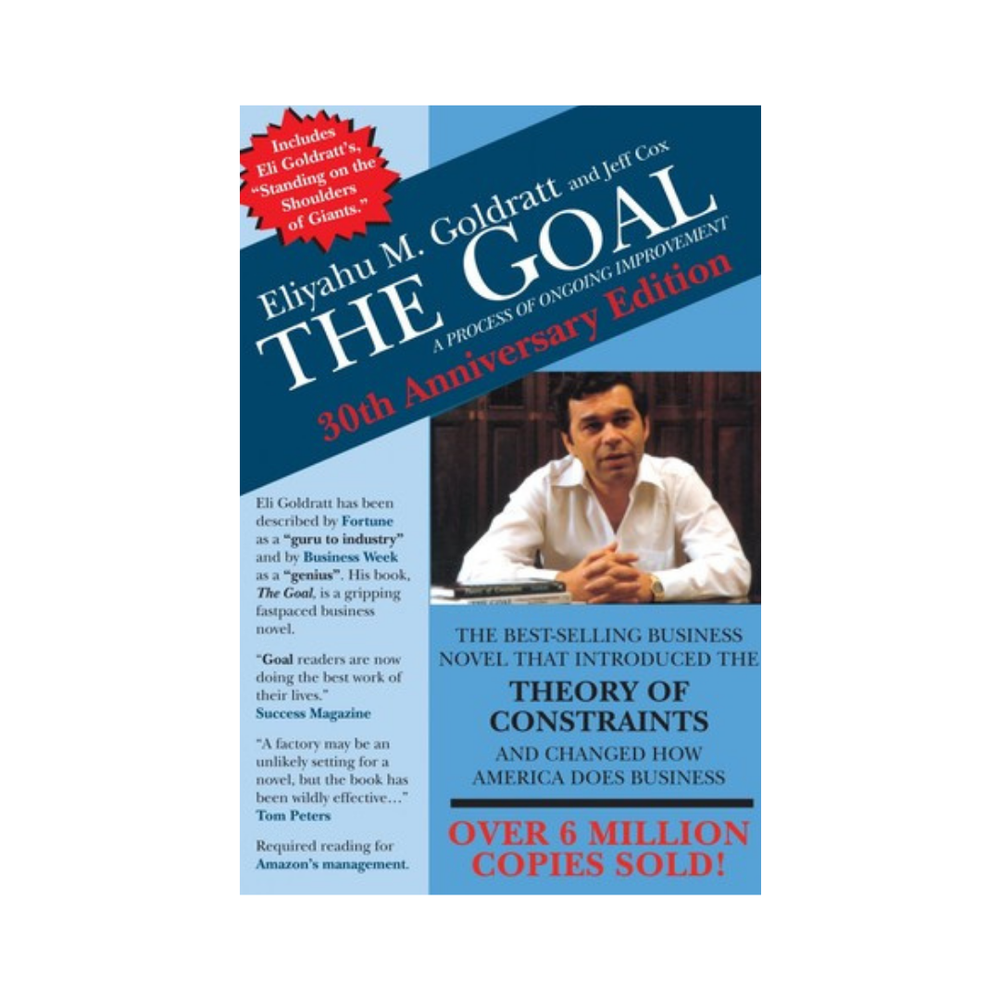 Includes
Eli Goldratt's,
“Standing on the
Shoulders
of Giants.”
Eliyahu M. Goldratt and Jeff Cox
THE GOAL
A PROCESS OF ONGOING IMPROVEMENT
30th Anniversary Edition
Eli Goldratt has been
described by Fortune
as a “guru to industry”
and by Business Week
as a “genius”. His book,
The Goal, is a gripping
fastpaced business
novel.
“Goal readers are now
doing the best work of
their lives.”
Success Magazine
“A factory may be an
unlikely setting for a
novel, but the book has
been wildly effective…”
Tom Peters
Required reading for
Amazon's management.
THE GOAL
THE BEST-SELLING BUSINESS
NOVEL THAT INTRODUCED THE
THEORY OF
CONSTRAINTS
AND CHANGED HOW
AMERICA DOES BUSINESS
OVER 6 MILLION
COPIES SOLD!